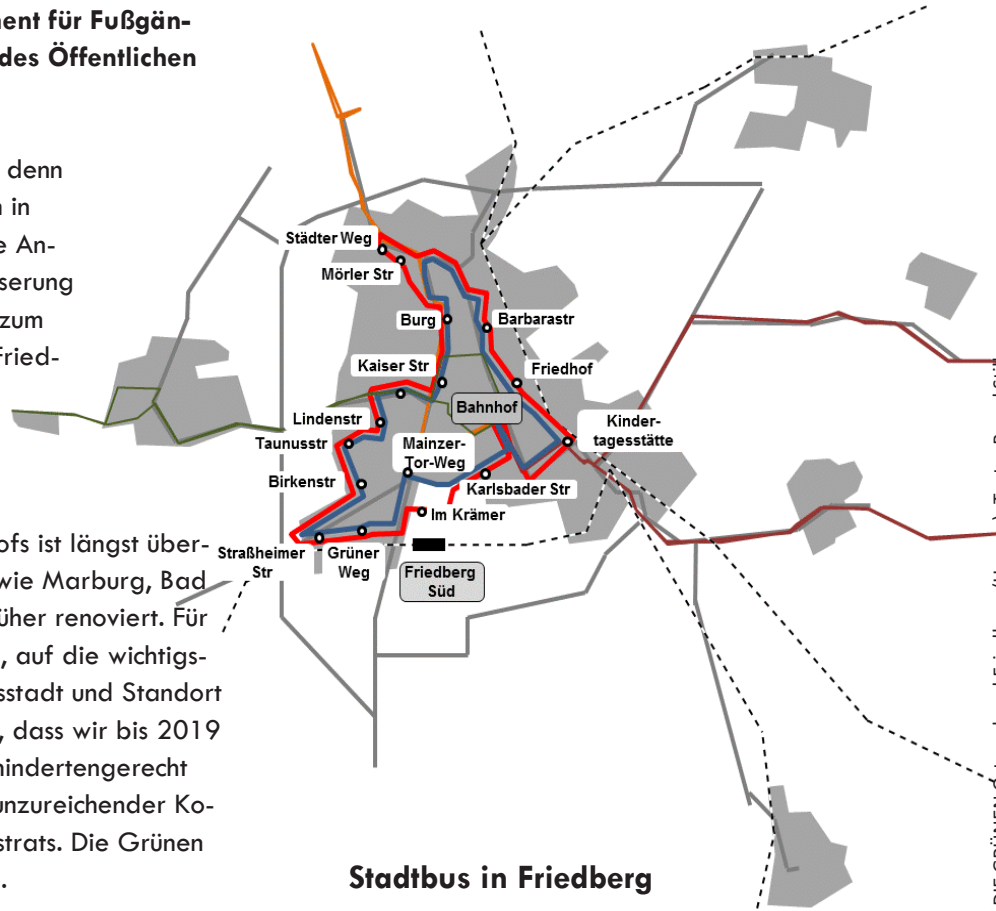 ent für Fußgän-
des Öffentlichen
denn
in
e An-
serung
zum
Fried-
ofs ist längst über-
wie Marburg, Bad
üher renoviert. Für
, auf die wichtigs-
sstadt und Standort
, dass wir bis 2019
hindertengerecht
unzureichender Ko-
strats. Die Grünen
.
Städter Weg
Mörler Str
Burg
Barbarastr
Kaiser Str
Friedhof
Bahnhof
Lindenstr
Kinder-
tagesstätte
Taunusstr
Mainzer-
Tor-Weg
Birkenstr
Karlsbader Str
Im Krämer
Straßheimer
Str
Grüner
Weg
Friedberg
Süd
Stadtbus in Friedberg